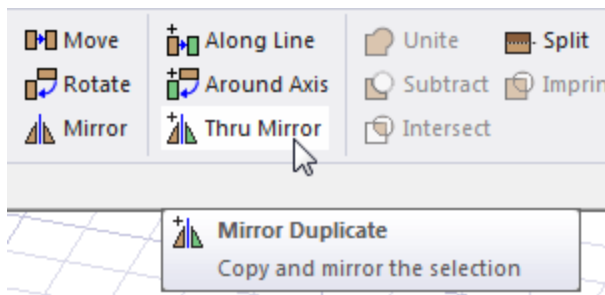 Move Along Line Unite Split
Rotate Around Axis Subtract Imprin
Mirror Thru Mirror Intersect
Mirror Duplicate
Copy and mirror the selection